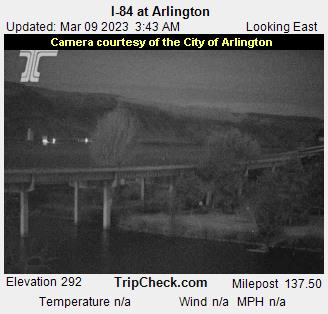 I-84 at Arlington
Updated: Mar 09 2023 3:43 AM Looking East
Camera courtesy of the City of Arlington
Elevation 292 TripCheck.com Milepost 137.50
Temperature n/a Wind n/a MPH n/a